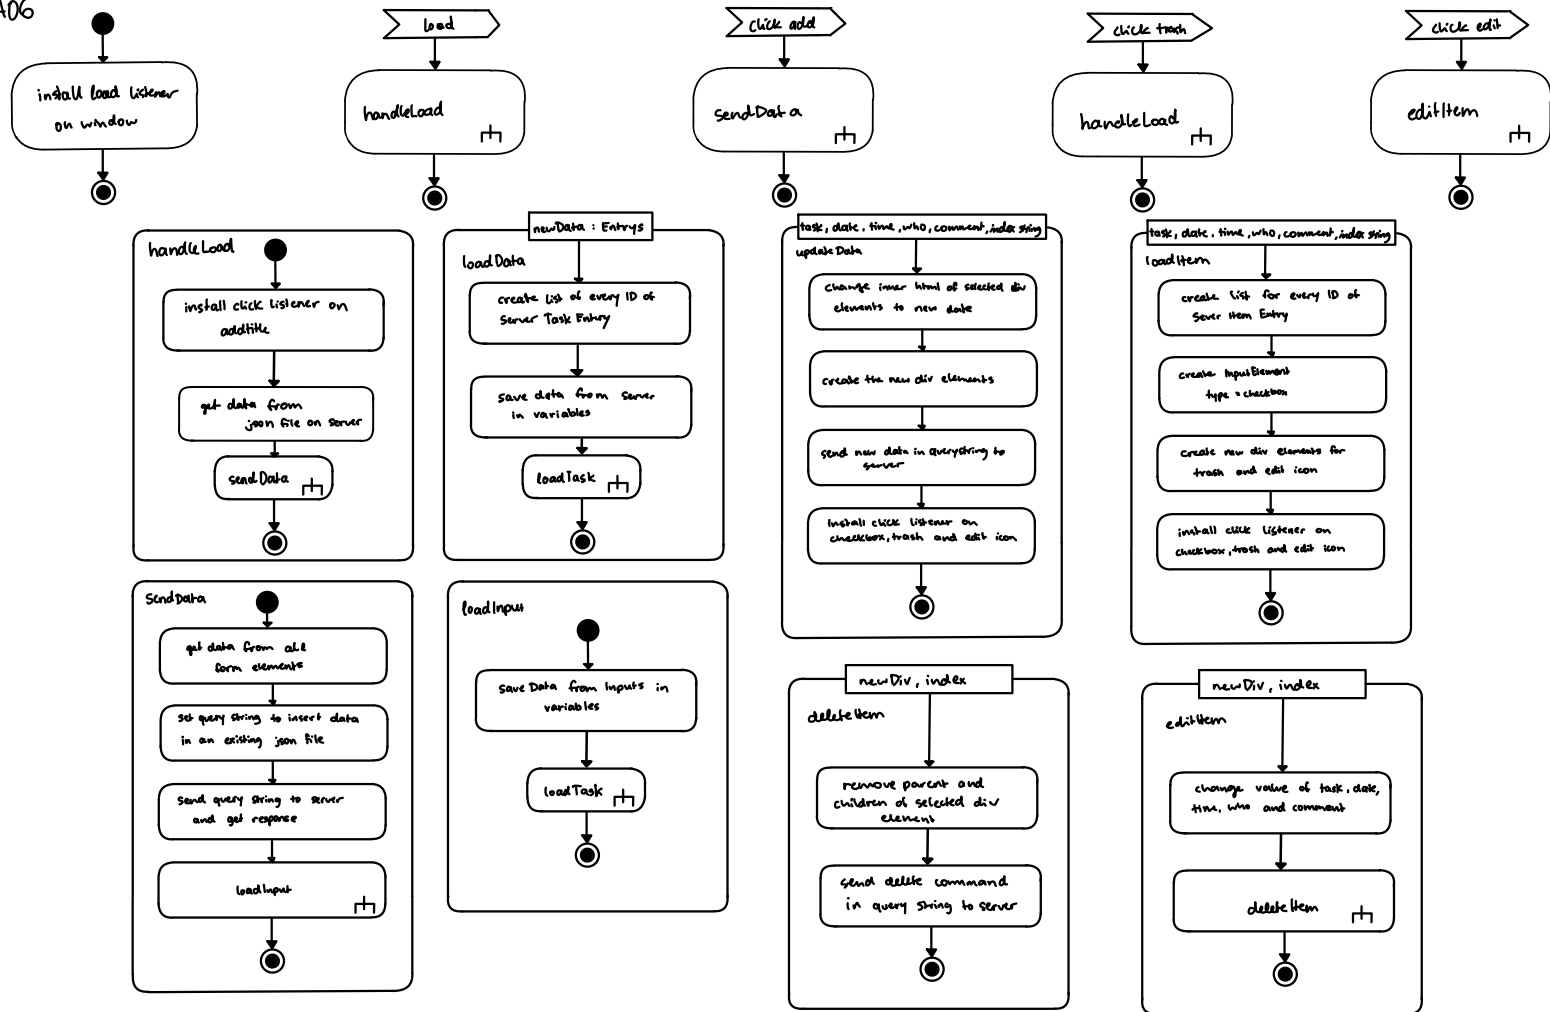 AD6
load
click add
click trash
click edit
install load listener
on window
handleLoad
sendData
handleLoad
editItem
handleLoad
install click listener on
addtitle
get data from
json file on server
sendData
newData : Entrys
loadData
create list of every ID of
Server Task Entry
save data from server
in variables
loadTask
task, date. time, who, comment, index string
updateData
change inner html of selected div
elements to new date
create the new div elements
send new data in querystring to
server
Install click listener on
checkbox, trash and edit icon
task, date. time, who, comment, index string
loadItem
create list for every ID of
Sever Item Entry
create InputElement
type = checkbox
Create new div elements for
trash and edit icon
install click listener on
checkbox, trash and edit icon
SendData
get data from all
form elements
set query string to insert data
in an existing json file
send query string to server
and get response
loadInput
loadInput
save Data from Inputs in
variables
loadTask
newDiv, index
deleteItem
remove parent and
children of selected div
element
send delete command
in query string to server
newDiv, index
editItem
change value of task, date,
time, who and comment
deleteItem